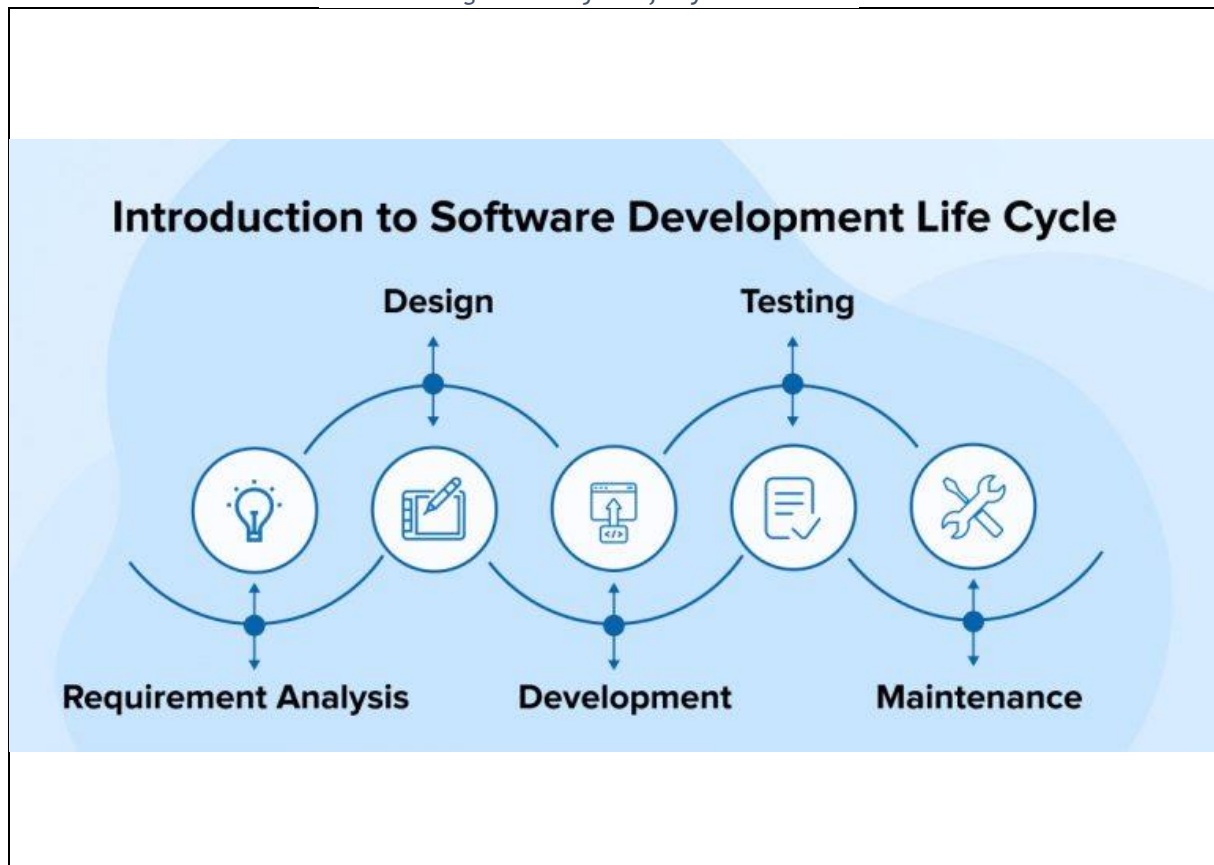 Introduction to Software Development Life Cycle
Design
Testing
</>
Requirement Analysis
Development
Maintenance